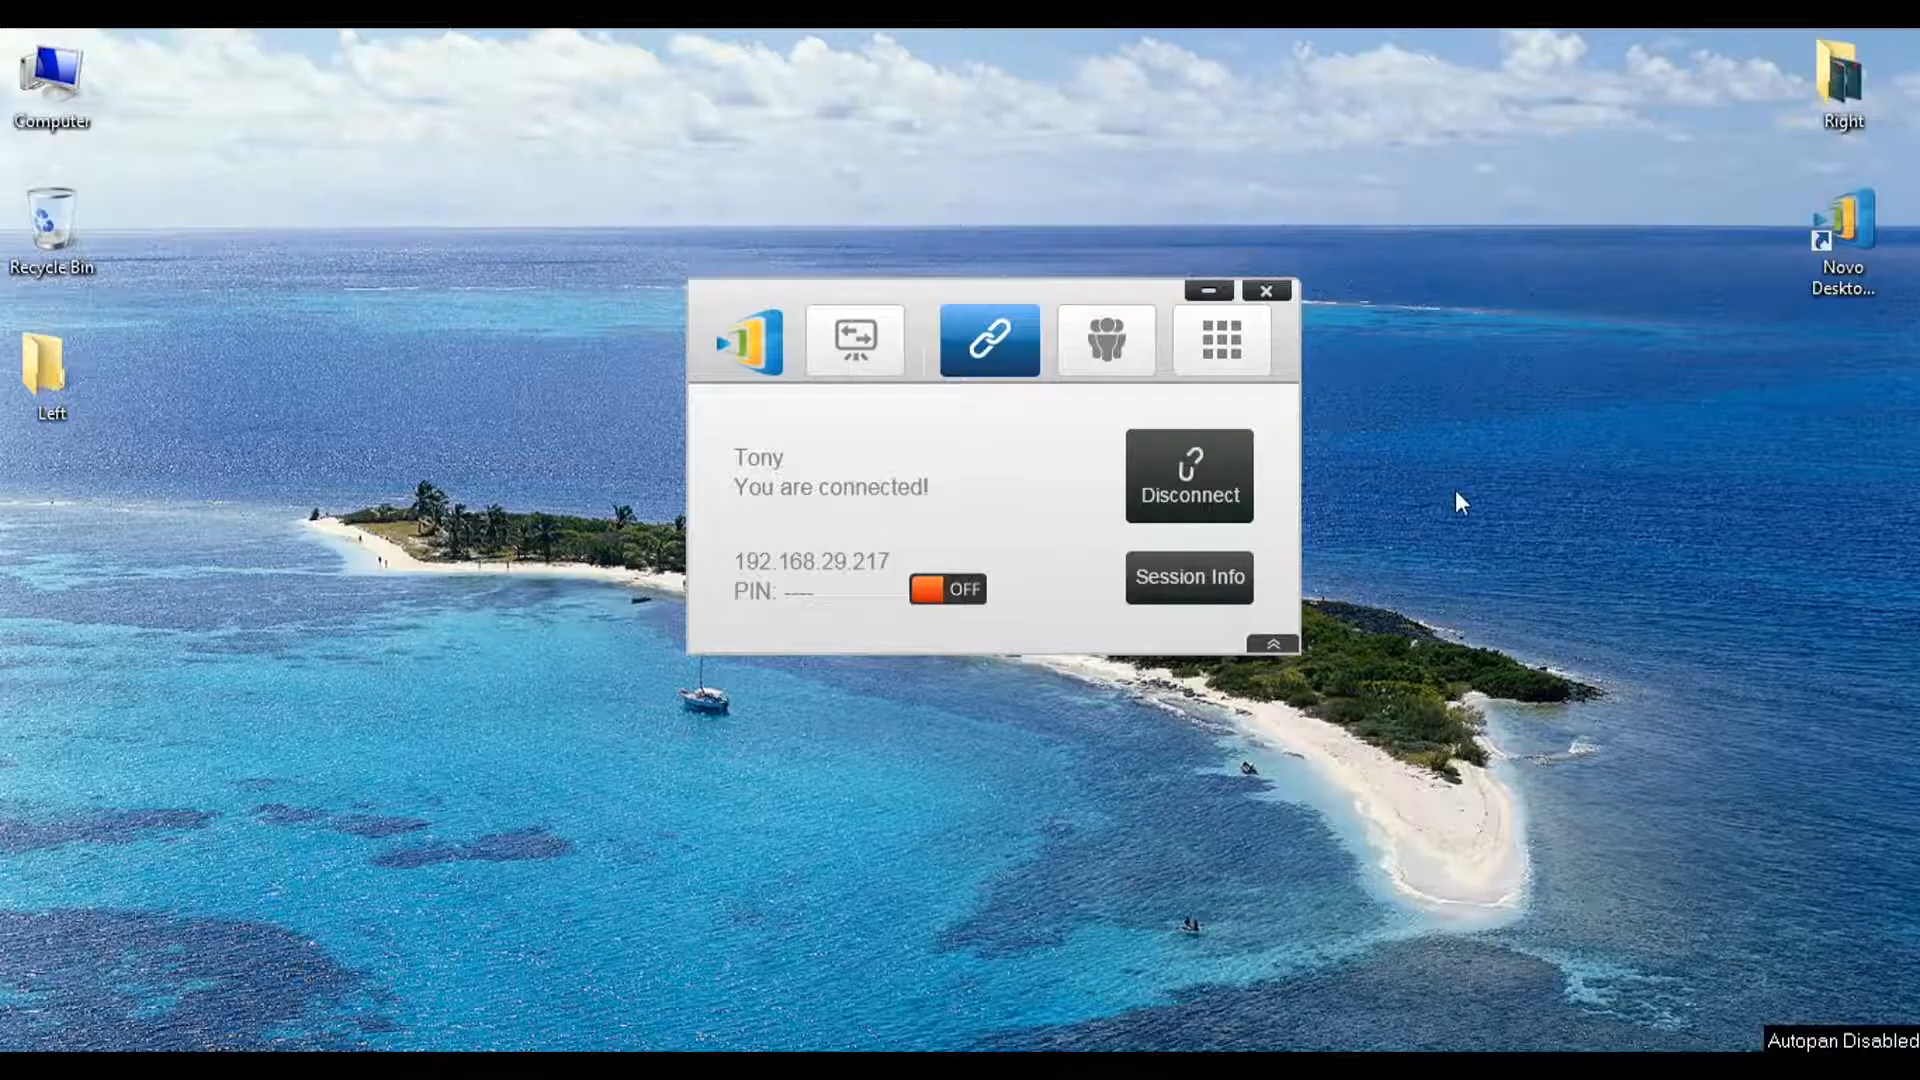 Computer
Recycle Bin
Left
Right
Novo
Deskto...
Tony
You are connected!
Disconnect
192.168.29.217
PIN: ----
OFF
Session Info
Autopan Disabled